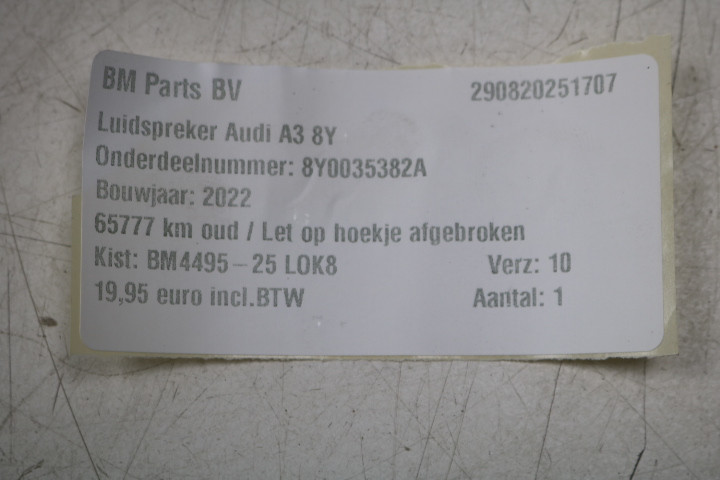 BM Parts BV 290820251707
Luidspreker Audi A3 8Y
Onderdeelnummer: 8Y0035382A
Bouwjaar: 2022
65777 km oud / Let op hoekje afgebroken
Kist: BM4495-25 LOK8 Verz: 10
19,95 euro incl.BTW Aantal: 1